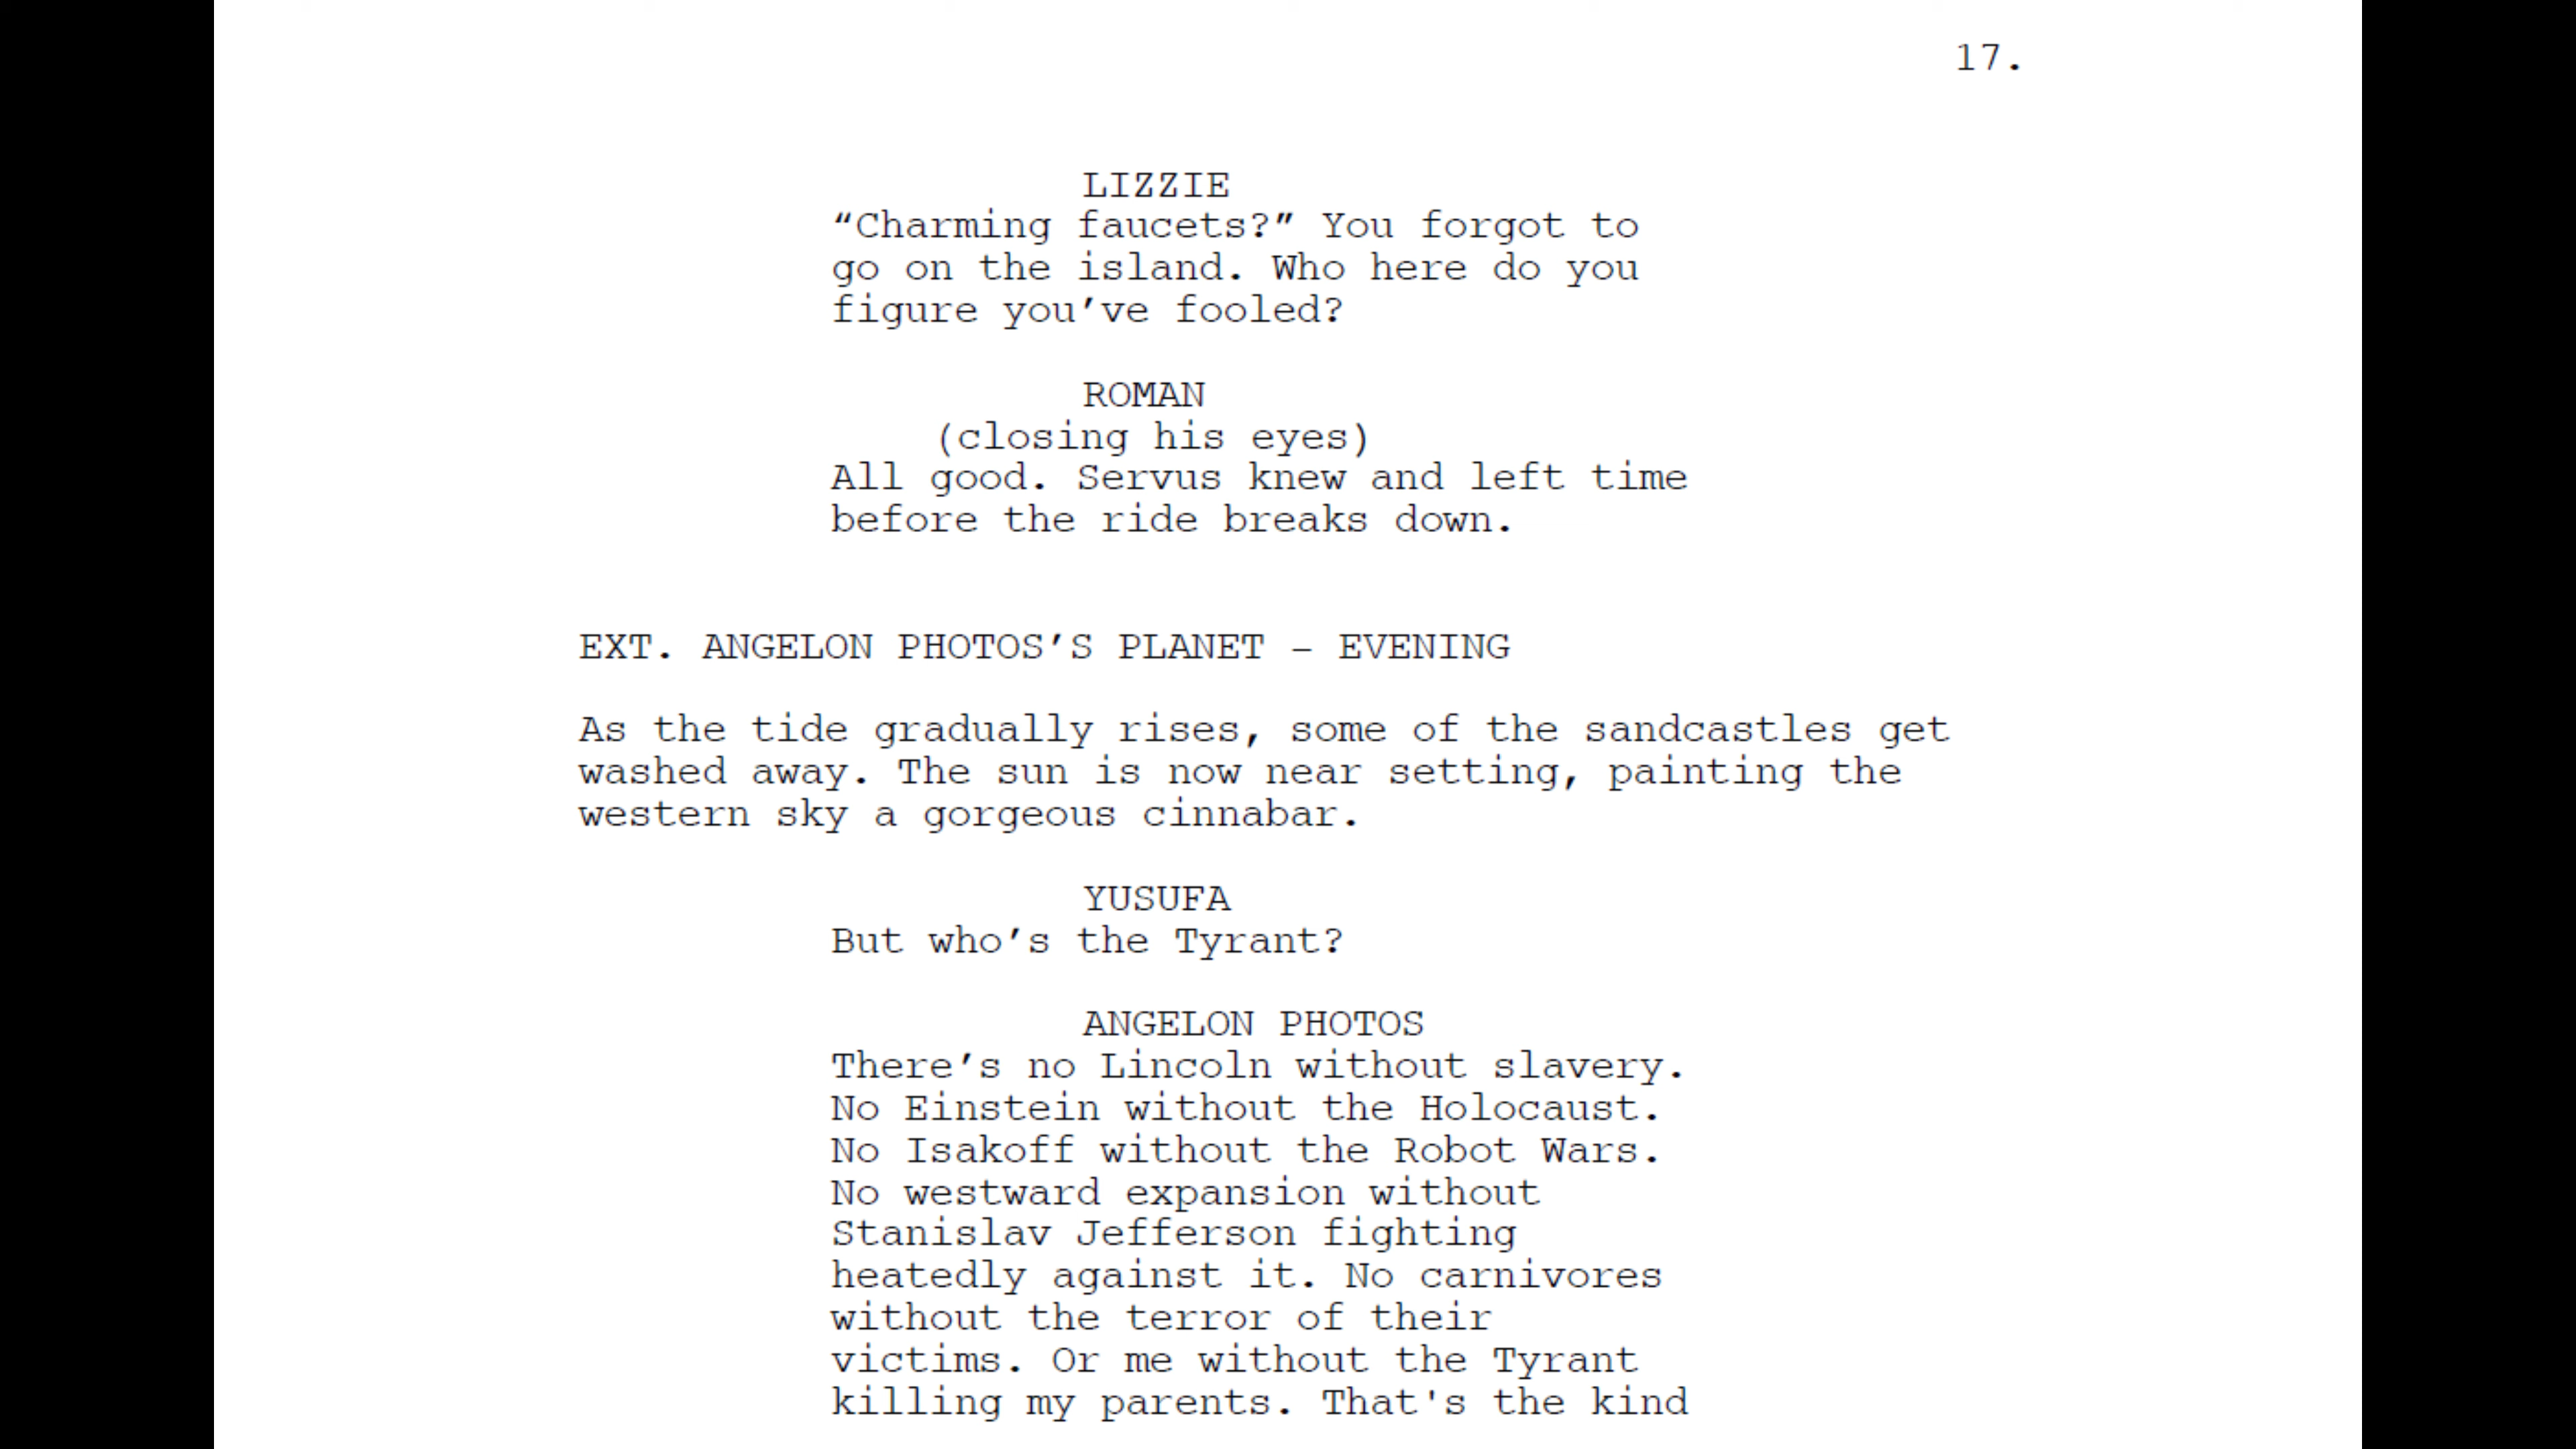 17.
LIZZIE
“Charming faucets?” You forgot to
go on the island. Who here do you
figure you’ve fooled?
ROMAN
(closing his eyes)
All good. Servus knew and left time
before the ride breaks down.
EXT. ANGELON PHOTOS’S PLANET – EVENING
As the tide gradually rises, some of the sandcastles get
washed away. The sun is now near setting, painting the
western sky a gorgeous cinnabar.
YUSUFA
But who’s the Tyrant?
ANGELON PHOTOS
There’s no Lincoln without slavery.
No Einstein without the Holocaust.
No Isakoff without the Robot Wars.
No westward expansion without
Stanislav Jefferson fighting
heatedly against it. No carnivores
without the terror of their
victims. Or me without the Tyrant
killing my parents. That's the kind